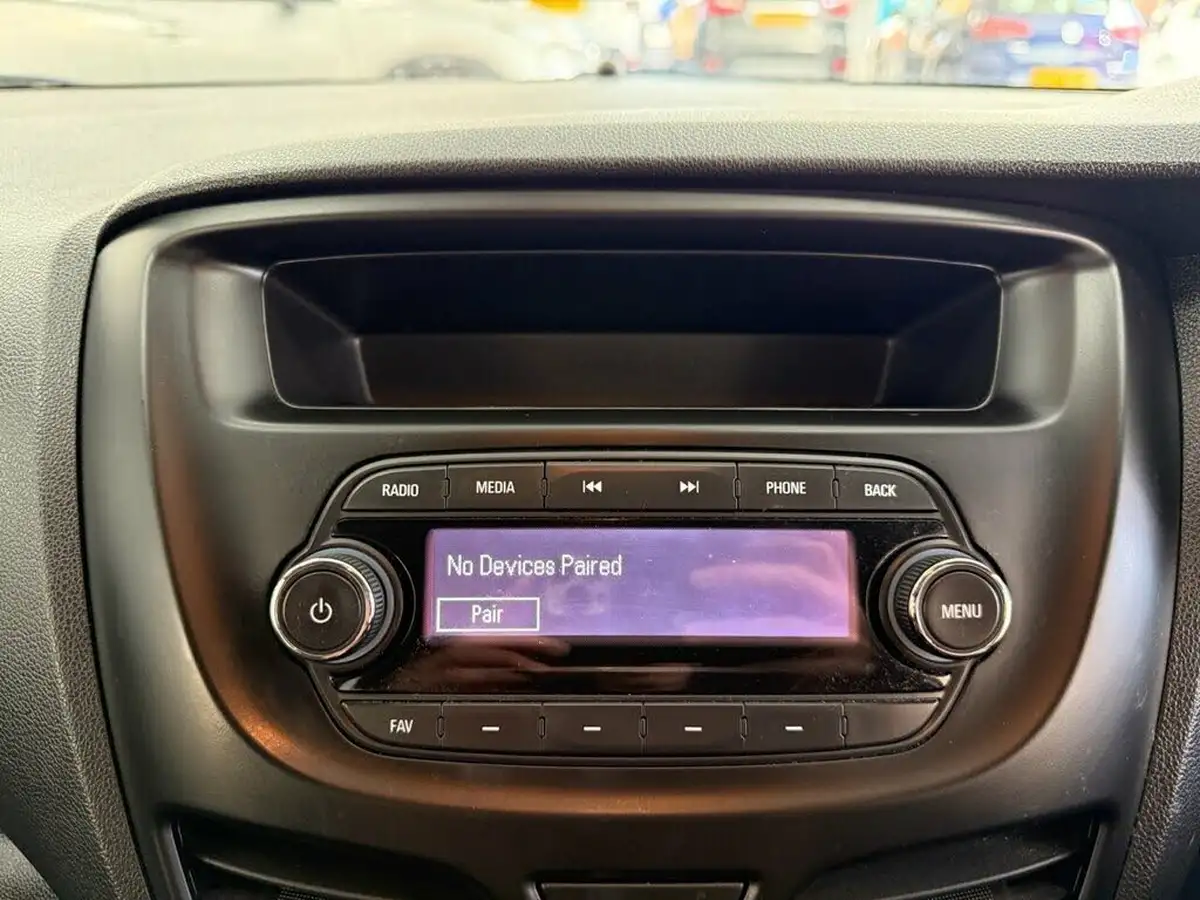 RADIO MEDIA PHONE BACK
No Devices Paired
Pair
MENU
FAV